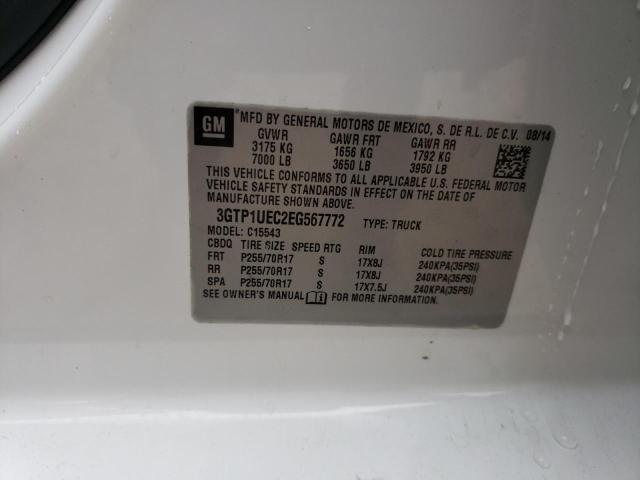 GM
MFD BY GENERAL MOTORS DE MEXICO, S. DE R.L. DE C.V. 08/14
GVWR GAWR FRT GAWR RR
3175 KG 1656 KG 1792 KG
7000 LB 3650 LB 3950 LB
THIS VEHICLE CONFORMS TO ALL APPLICABLE U.S. FEDERAL MOTOR
VEHICLE SAFETY STANDARDS IN EFFECT ON THE DATE OF
MANUFACTURE SHOWN ABOVE.
3GTP1UEC2EG567772 TYPE: TRUCK
MODEL: C15543
CBDQ TIRE SIZE SPEED RTG RIM COLD TIRE PRESSURE
FRT P255/70R17 S 17X8J 240KPA(35PSI)
RR P255/70R17 S 17X8J 240KPA(35PSI)
SPA P255/70R17 S 17X7.5J 240KPA(35PSI)
SEE OWNER'S MANUAL FOR MORE INFORMATION.